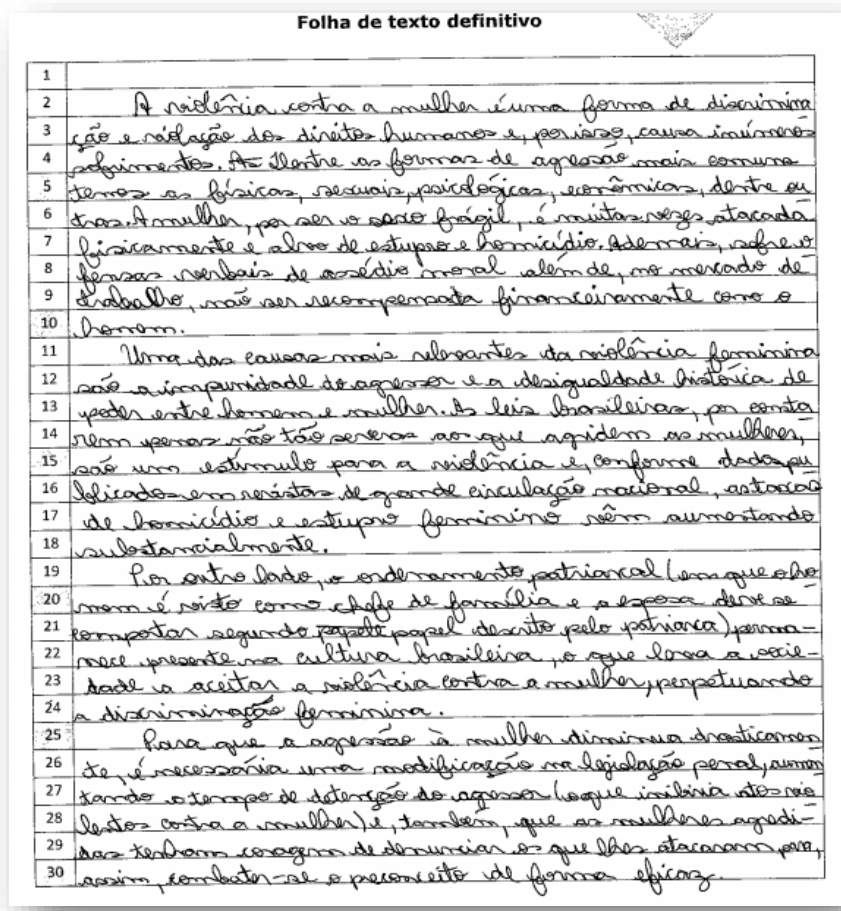 Folha de texto definitivo
1
2 A violência contra a mulher é uma forma de discrimina
3 ção e violação dos direitos humanos e, por isso, causa inúmeros
4 sofrimentos. As Dentre as formas de agressão mais comuns
5 temos as físicas, sexuais, psicológicas, econômicas, dentre ou
6 tras. A mulher, por ser o sexo frágil, é muitas vezes atacada
7 fisicamente e alvo de estupro e homicídio. Ademais, sofre o
8 fensas verbais de assédio moral além de, no mercado de
9 trabalho, não ser recompensada financeiramente como o
10 homem.
11 Uma das causas mais relevantes da violência feminina
12 são a impunidade do agressor e a desigualdade histórica de
13 poder entre homem e mulher. As leis brasileiras, por consta
14 rem penas não tão severas aos que agridem as mulheres,
15 são um estímulo para a violência e, conforme dados pu
16 blicados em revistas de grande circulação nacional, as taxas
17 de homicídio e estupro feminino vêm aumentando
18 substancialmente.
19 Por outro lado, o ordenamento patriarcal (em que o ho
20 mem é visto como chefe de família e a esposa deve se
21 comportar segundo papele papel descrito pelo patriarca) perma-
22 nece presente na cultura brasileira, o que leva a socie-
23 dade a aceitar a violência contra a mulher, perpetuando
24 a discriminação feminina.
25 Para que a agressão à mulher diminua drasticamen
26 te, é necessária uma modificação na legislação penal, aumen
27 tando o tempo de detenção do agressor (o que inibiria atos vio
28 lentos contra a mulher) e, também, que as mulheres agredi-
29 das tenham coragem de denunciar os que lhes atacaram para,
30 assim, combater-se o preconceito de forma eficaz.